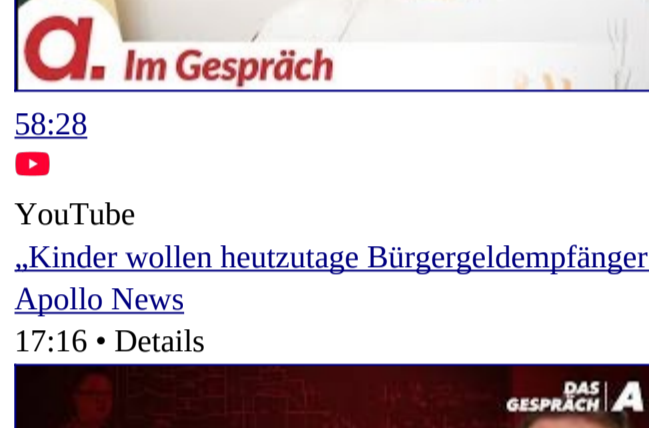 a. Im Gespräch
58:28
YouTube
„Kinder wollen heutzutage Bürgergeldempfänger
Apollo News
17:16 • Details
DAS
GESPRÄCH A